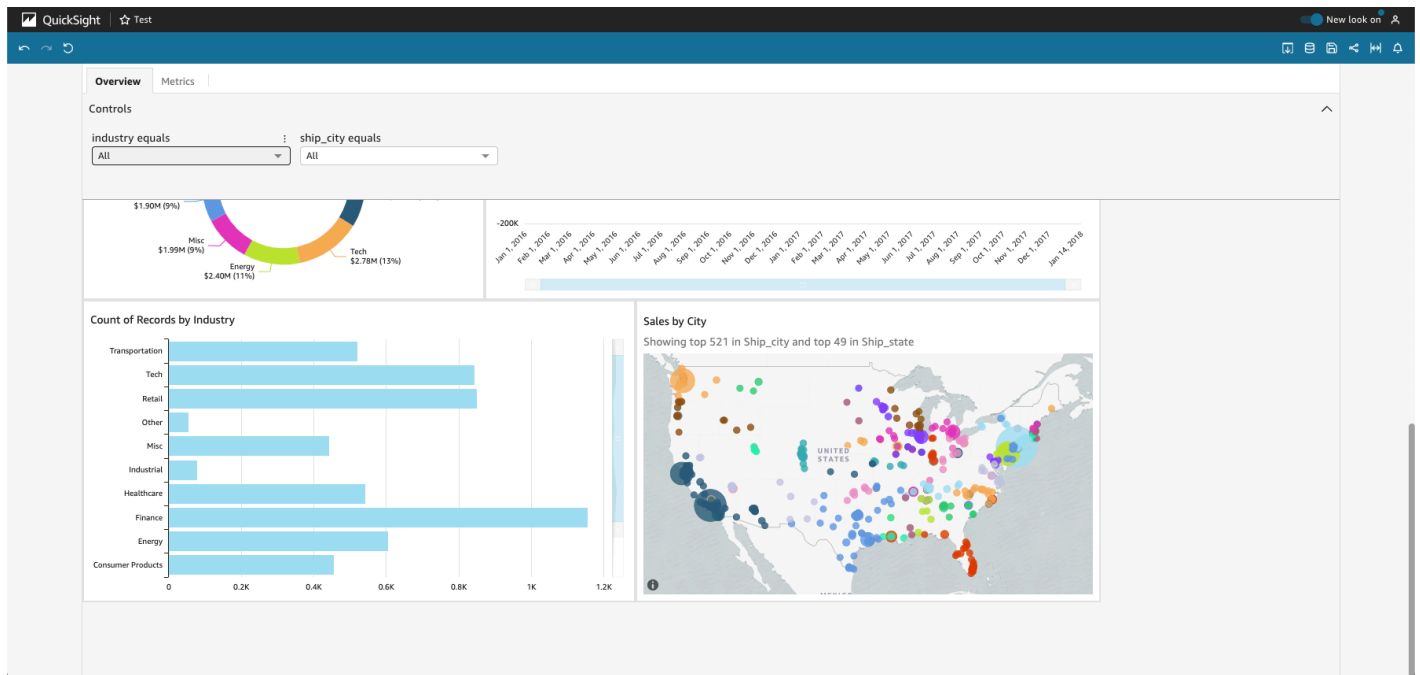 QuickSight Test New look on
Overview Metrics
Controls
industry equals ship_city equals
All All
$1.90M (9%)
Misc
$1.99M (9%)
Energy
$2.40M (11%)
Tech
$2.78M (13%)
-200K
Jan 1, 2016 Feb 1, 2016 Mar 1, 2016 Apr 1, 2016 May 1, 2016 Jun 1, 2016 Jul 1, 2016 Aug 1, 2016 Sep 1, 2016 Oct 1, 2016 Nov 1, 2016 Dec 1, 2016 Jan 1, 2017 Feb 1, 2017 Mar 1, 2017 Apr 1, 2017 May 1, 2017 Jun 1, 2017 Jul 1, 2017 Aug 1, 2017 Sep 1, 2017 Oct 1, 2017 Nov 1, 2017 Dec 1, 2017 Jan 14, 2018
Count of Records by Industry
Transportation
Tech
Retail
Other
Misc
Industrial
Healthcare
Finance
Energy
Consumer Products
0 0.2K 0.4K 0.6K 0.8K 1K 1.2K
Sales by City
Showing top 521 in Ship_city and top 49 in Ship_state
UNITED
STATES